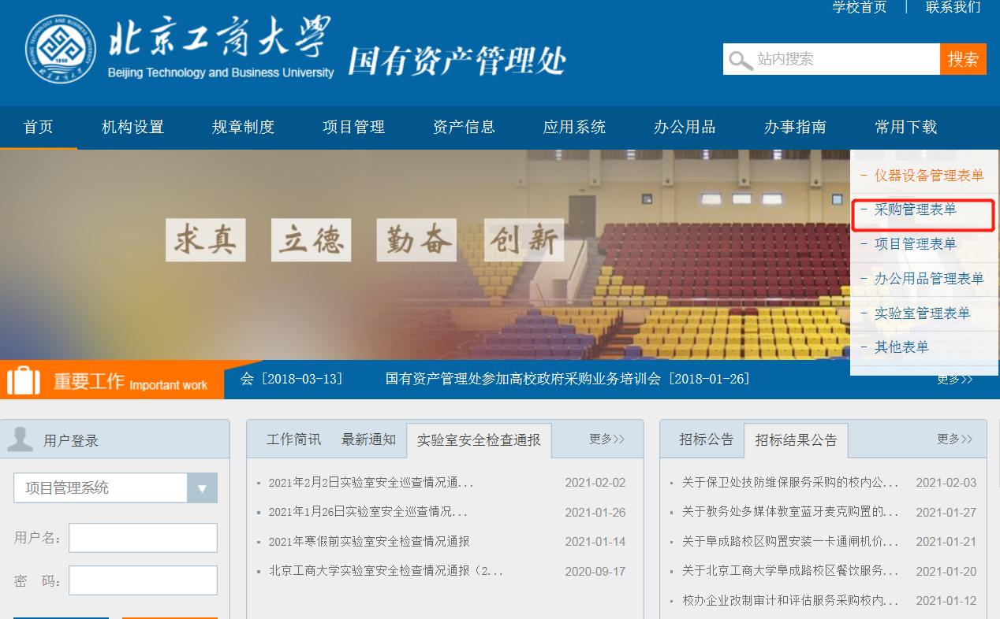 学校首页 | 联系我们
北京工商大学
Beijing Technology and Business University
国有资产管理处
站内搜索 搜索
首页 机构设置 规章制度 项目管理 资产信息 应用系统 办公用品 办事指南 常用下载
- 仪器设备管理表单
- 采购管理表单
- 项目管理表单
- 办公用品管理表单
- 实验室管理表单
- 其他表单
求真 立德 勤奋 创新
重要工作 Important work 会 [2018-03-13] 国有资产管理处参加高校政府采购业务培训会 [2018-01-26] 更多>>
用户登录
项目管理系统
用户名:
密 码:
工作简讯 最新通知 实验室安全检查通报 更多>>
2021年2月2日实验室安全巡查情况通... 2021-02-02
2021年1月26日实验室安全巡查情况... 2021-01-26
2021年寒假前实验室安全检查情况通报 2021-01-14
北京工商大学实验室安全检查情况通报（2... 2020-09-17
招标公告 招标结果公告 更多>>
关于保卫处技防维保服务采购的校内公... 2021-02-03
关于教务处多媒体教室蓝牙麦克购置的... 2021-01-27
关于阜成路校区购置安装一卡通闸机价... 2021-01-21
关于北京工商大学阜成路校区餐饮服务... 2021-01-20
校办企业改制审计和评估服务采购校内... 2021-01-12